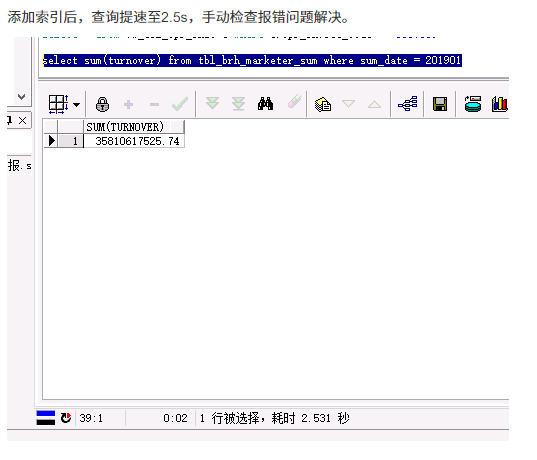 添加索引后，查询提速至2.5s，手动检查报错问题解决。
select sum(turnover) from tbl_brh_marketer_sum where sum_date = 201901
SUM(TURNOVER)
报.s
1 35810617525.74
39:1 0:02 1 行被选择，耗时 2.531 秒